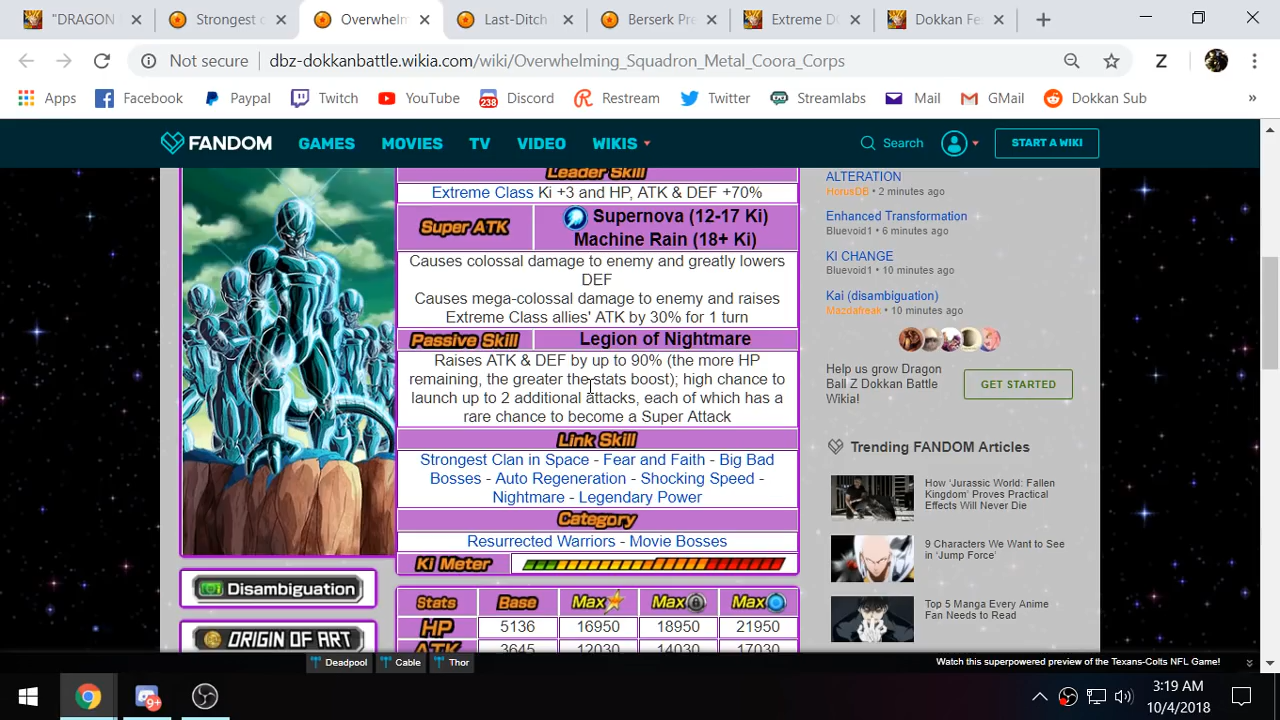 "DRAGON
Strongest c
Overwhelm
Last-Ditch
Berserk Pre
Extreme D
Dokkan Fe
Not secure
dbz-dokkanbattle.wikia.com/wiki/Overwhelming_Squadron_Metal_Coora_Corps
Z
Apps
Facebook
Paypal
Twitch
YouTube
238
Discord
Restream
Twitter
Streamlabs
Mail
GMail
Dokkan Sub
»
FANDOM
GAMES
MOVIES
TV
VIDEO
WIKIS
Search
START A WIKI
Leader Skill
Extreme Class Ki +3 and HP, ATK & DEF +70%
Super ATK
Supernova (12-17 Ki)
Machine Rain (18+ Ki)
Causes colossal damage to enemy and greatly lowers
DEF
Causes mega-colossal damage to enemy and raises
Extreme Class allies' ATK by 30% for 1 turn
Passive Skill
Legion of Nightmare
Raises ATK & DEF by up to 90% (the more HP
remaining, the greater the stats boost); high chance to
launch up to 2 additional attacks, each of which has a
rare chance to become a Super Attack
Link Skill
Strongest Clan in Space - Fear and Faith - Big Bad
Bosses - Auto Regeneration - Shocking Speed -
Nightmare - Legendary Power
Category
Resurrected Warriors - Movie Bosses
Ki Meter
Stats
Base
Max
Max
Max
HP
5136
16950
18950
21950
ATK
3645
12030
14030
17030
Disambiguation
ORIGIN OF ART
ALTERATION
HorusDB • 2 minutes ago
Enhanced Transformation
Bluevoid1 • 6 minutes ago
KI CHANGE
Bluevoid1 • 10 minutes ago
Kai (disambiguation)
Mazdafreak • 10 minutes ago
Help us grow Dragon
Ball Z Dokkan Battle
Wikia!
GET STARTED
Trending FANDOM Articles
How 'Jurassic World: Fallen
Kingdom' Proves Practical
Effects Will Never Die
9 Characters We Want to See
in 'Jump Force'
Top 5 Manga Every Anime
Fan Needs to Read
Deadpool
Cable
Thor
Watch this superpowered preview of the Texans-Colts NFL Game!
9+
3:19 AM
10/4/2018